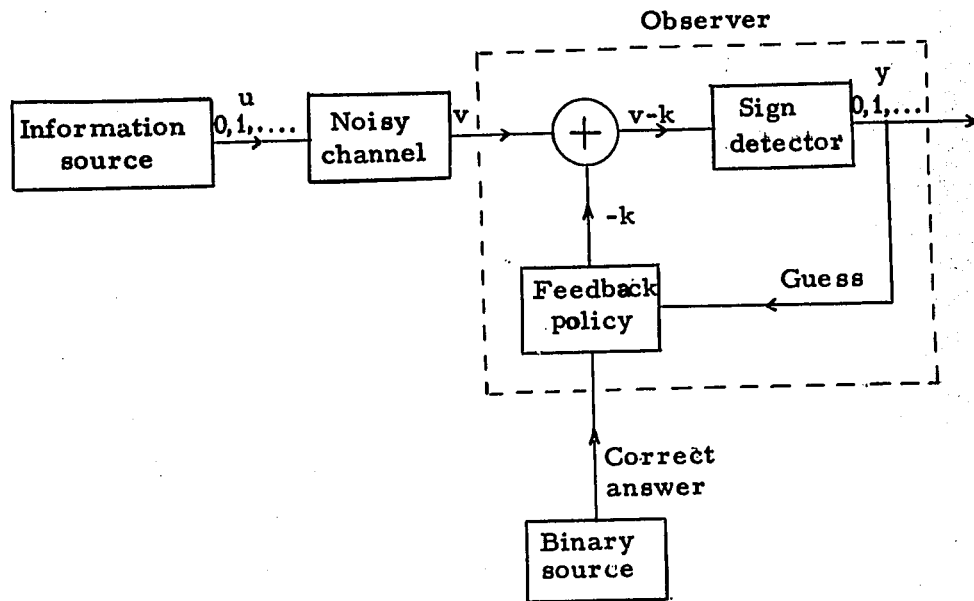 Observer
u
0, 1, ....
Information
source
Noisy
channel
v
v-k
Sign
detector
y
0, 1, ...
-k
Feedback
policy
Guess
Correct
answer
Binary
source